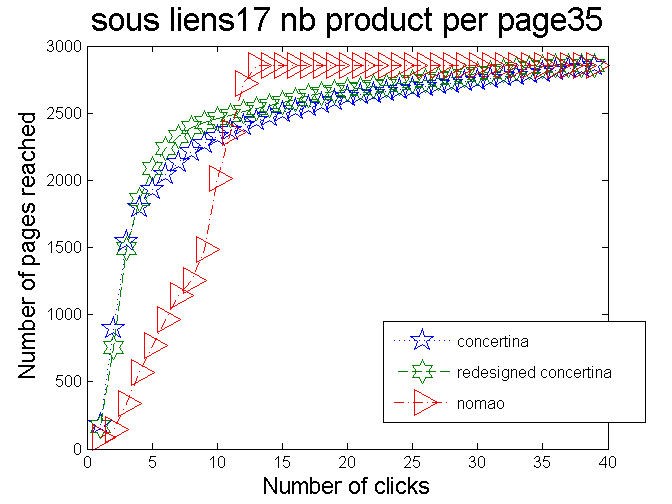 sous liens17 nb product per page35
Number of pages reached
3000
2500
2000
1500
1000
500
0
0 5 10 15 20 25 30 35 40
Number of clicks
concertina
redesigned concertina
nomao